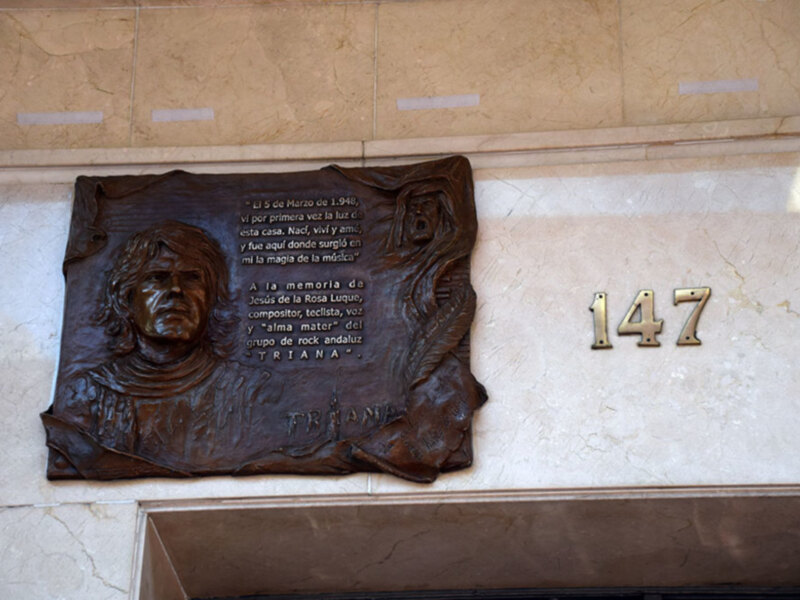 " El 5 de Marzo de 1.948,
ví por primera vez la luz de
ésta casa. Nací, viví y amé,
y fue aquí donde surgió en
mi la magia de la música"
A la memoria de
Jesús de la Rosa Luque,
compositor, teclista, voz
y "alma mater" del
grupo de rock andaluz
"TRIANA".
TRIANA
147